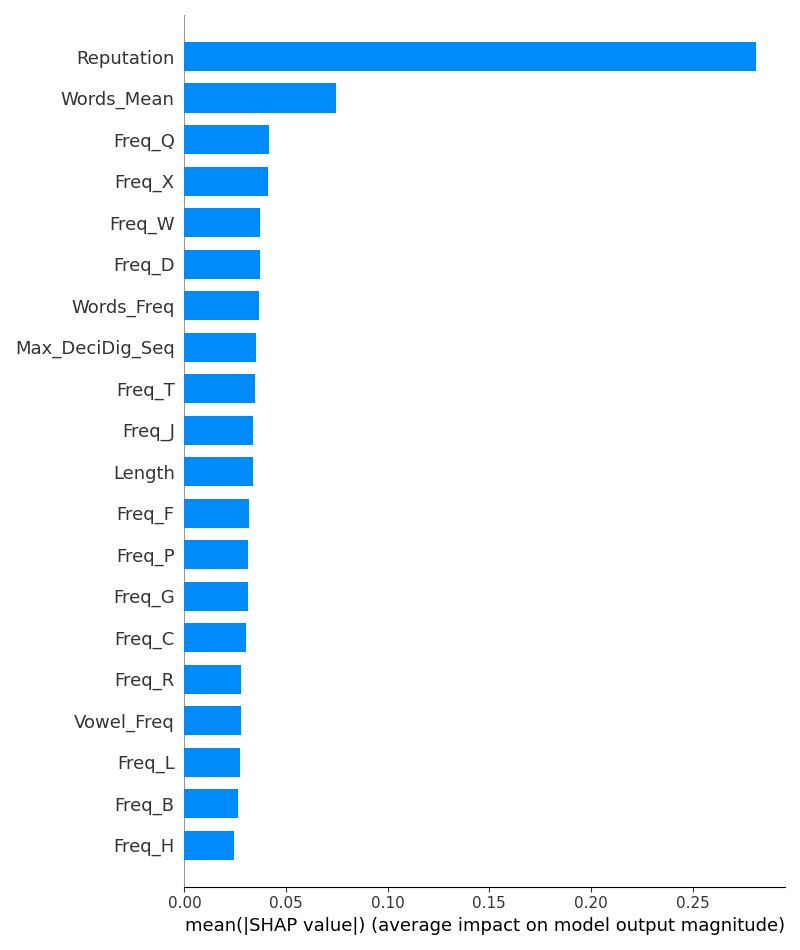 Reputation
Words_Mean
Freq_Q
Freq_X
Freq_W
Freq_D
Words_Freq
Max_DeciDig_Seq
Freq_T
Freq_J
Length
Freq_F
Freq_P
Freq_G
Freq_C
Freq_R
Vowel_Freq
Freq_L
Freq_B
Freq_H
0.00 0.05 0.10 0.15 0.20 0.25
mean(|SHAP value|) (average impact on model output magnitude)